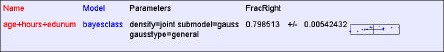 Name Model Parameters FracRight
age+hours+edunum bayesclass density=joint submodel=gauss 0.798513 +/- 0.00542432
gausstype=general